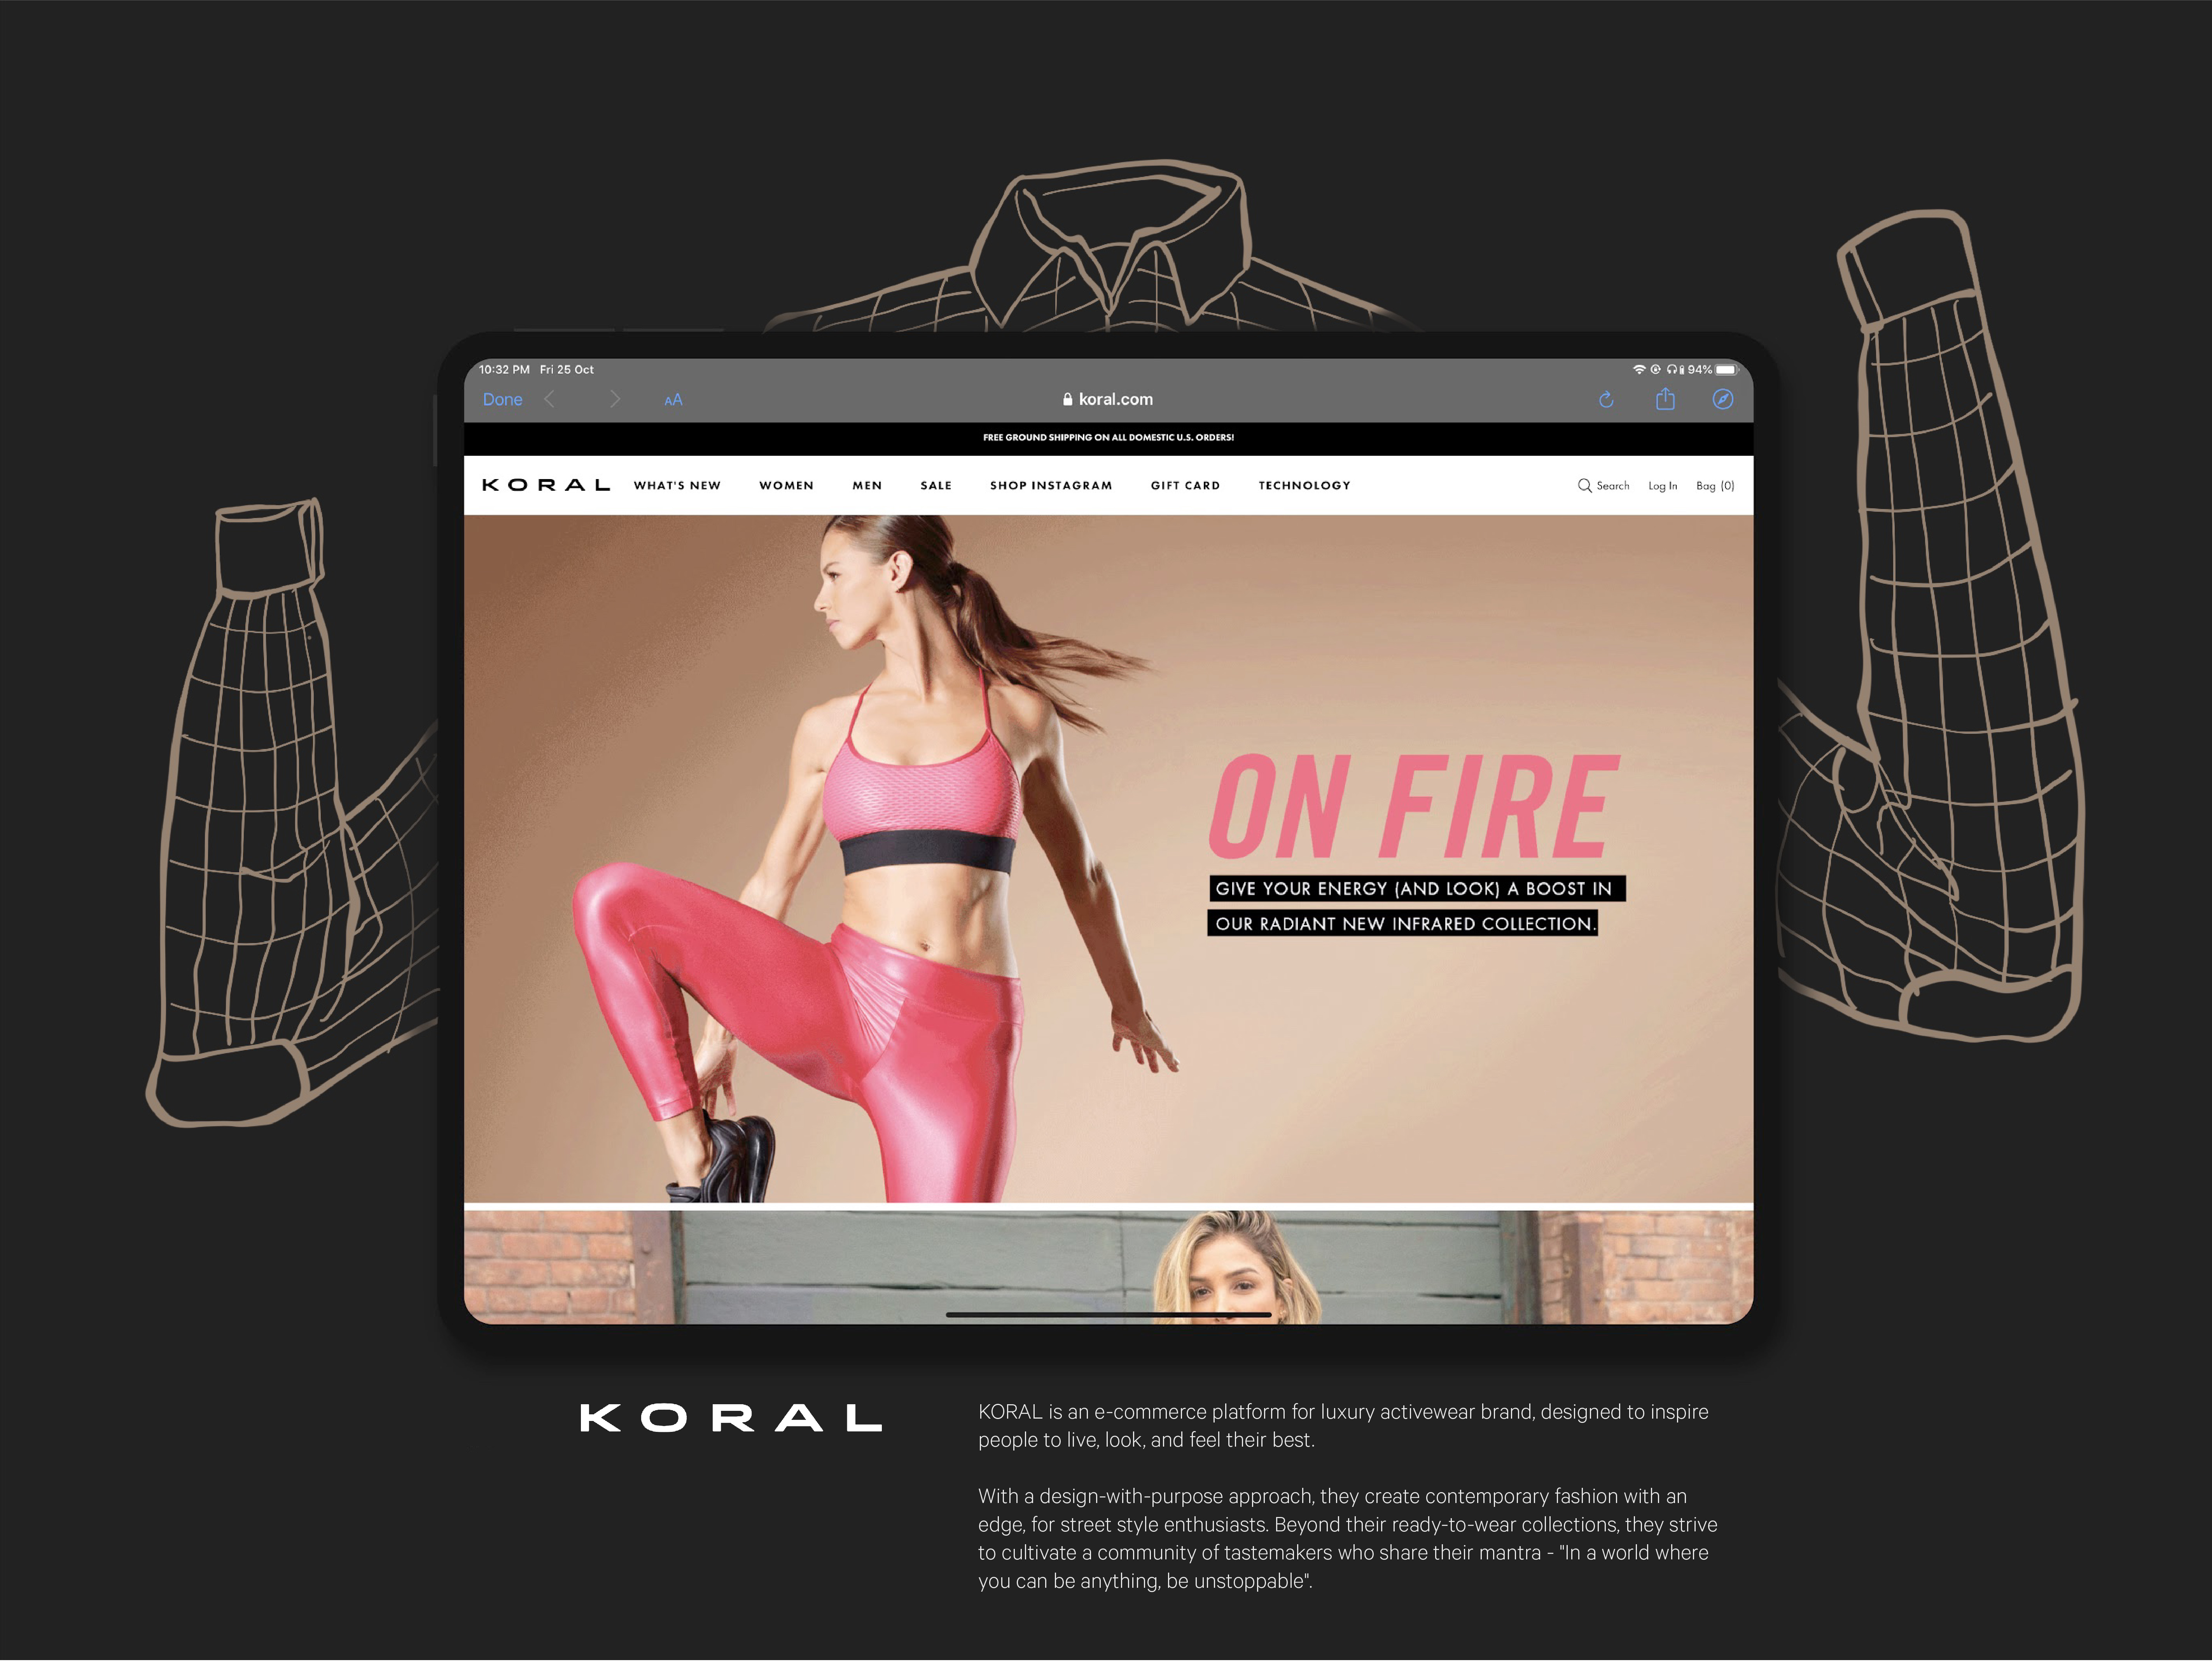 10:32 PM Fri 25 Oct
94%
Done
AA
koral.com
FREE GROUND SHIPPING ON ALL DOMESTIC U.S. ORDERS!
KORAL WHAT'S NEW WOMEN MEN SALE SHOP INSTAGRAM GIFT CARD TECHNOLOGY Search Log In Bag (0)
ON FIRE
GIVE YOUR ENERGY (AND LOOK) A BOOST IN
OUR RADIANT NEW INFRARED COLLECTION.
KORAL
KORAL is an e-commerce platform for luxury activewear brand, designed to inspire
people to live, look, and feel their best.
With a design-with-purpose approach, they create contemporary fashion with an
edge, for street style enthusiasts. Beyond their ready-to-wear collections, they strive
to cultivate a community of tastemakers who share their mantra - "In a world where
you can be anything, be unstoppable".